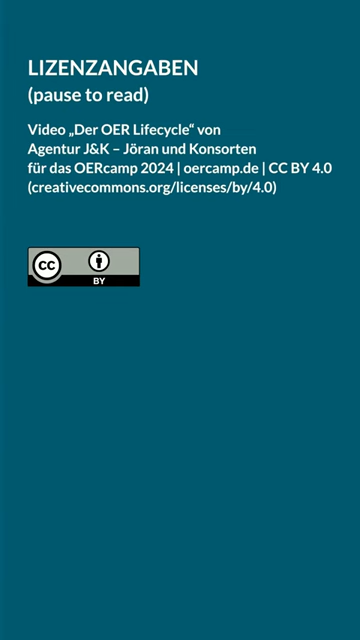 LIZENZANGABEN
(pause to read)
Video „Der OER Lifecycle“ von
Agentur J&K – Jöran und Konsorten
für das OERcamp 2024 | oercamp.de | CC BY 4.0
(creativecommons.org/licenses/by/4.0)
cc
BY